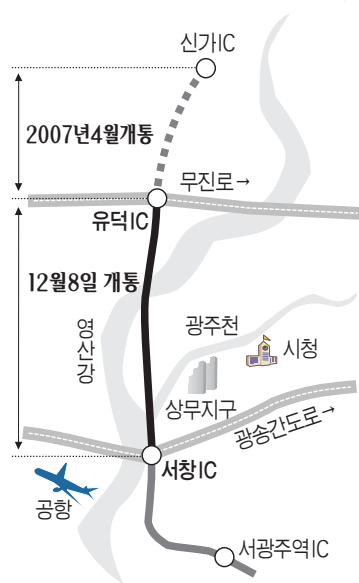 신가IC
2007년4월개통
무진로→
유덕IC
12월8일 개통
영산강
광주천
시청
상무지구
광송간도로→
서창IC
공항
서광주역IC